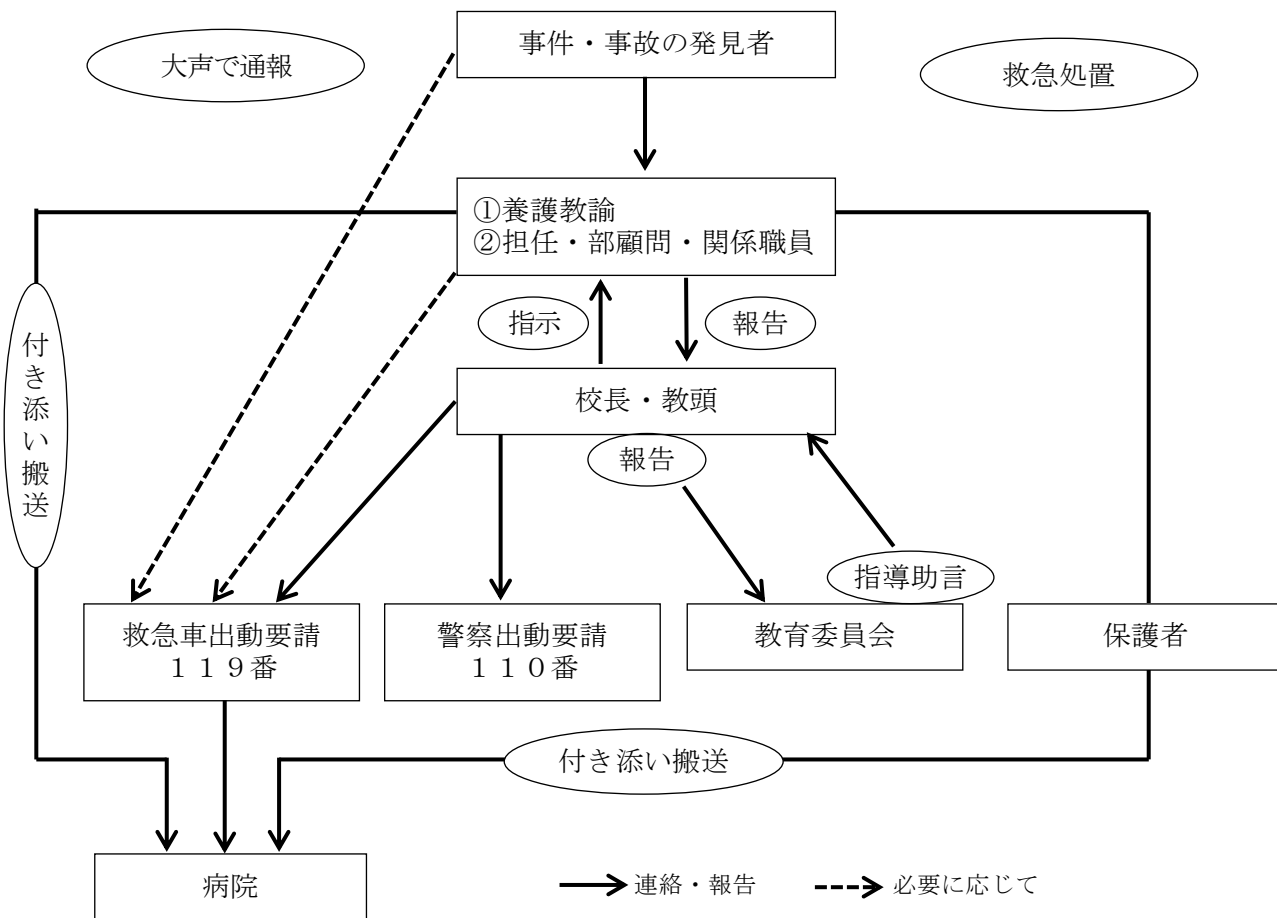 大声で通報
事件・事故の発見者
救急処置
①養護教諭
②担任・部顧問・関係職員
指示
報告
付き添い搬送
校長・教頭
報告
指導助言
救急車出動要請
１１９番
警察出動要請
１１０番
教育委員会
保護者
付き添い搬送
病院
連絡・報告
必要に応じて